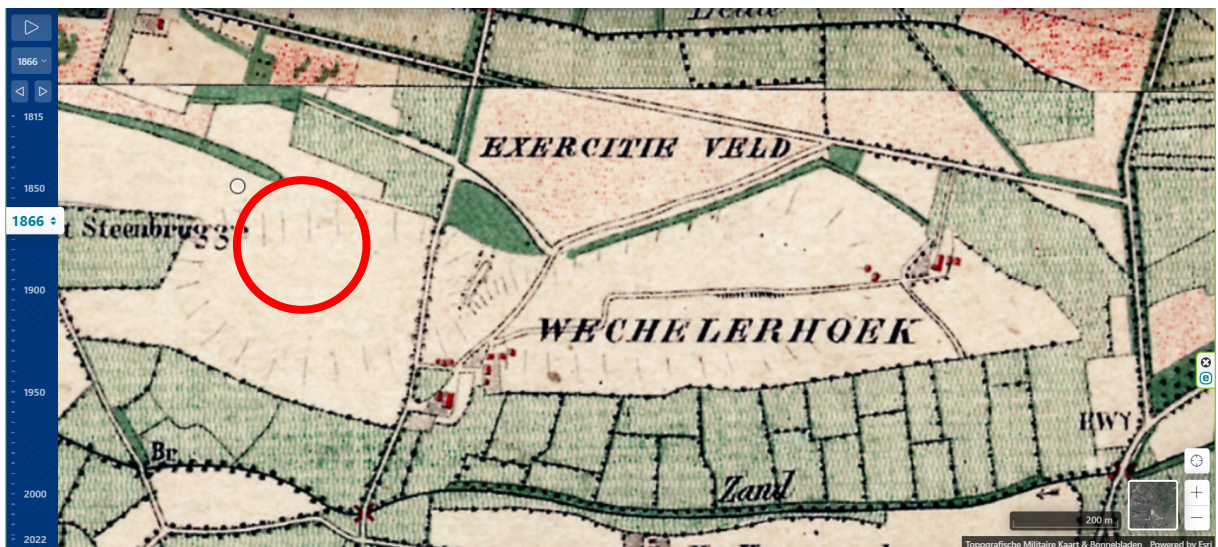 1866
1815
1850
1866
1900
1950
2000
2022
EXERCITIE VELD
t Steenbrugge
WECHELERHOEK
HWY
Br.
Zand
200 m
Topografische Militaire Kaart & Bonnebladen Powered by Esri